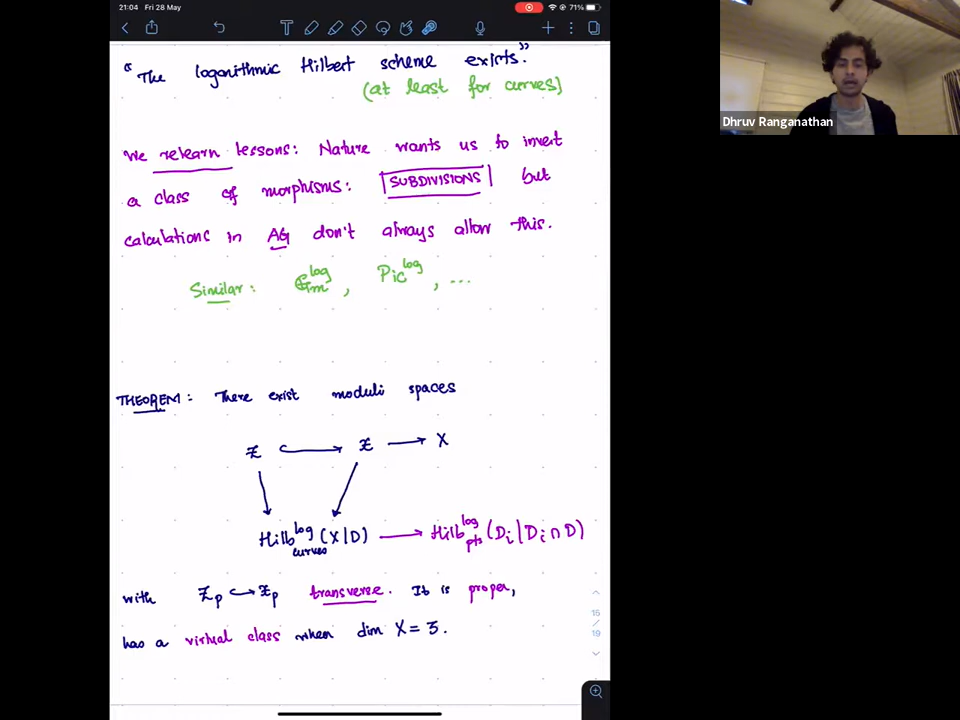 21:04 Fri 28 May
71%
"The logarithmic Hilbert scheme exists."
(at least for curves)
We relearn lessons: Nature wants us to invert
a class of morphisms: SUBDIVISIONS but
calculations in AG don't always allow this.
Similar: G_m^log, Pic^log, ...
THEOREM: There exist moduli spaces
Z ↪ 𝒳 → X
Hilb^log_curves (X|D) → Hilb^log_pts (D_i|D_i ∩ D)
with Z_p ↪ 𝒳_p transverse. It is proper,
has a virtual class when dim X = 3.
15
/
19
Dhruv Ranganathan